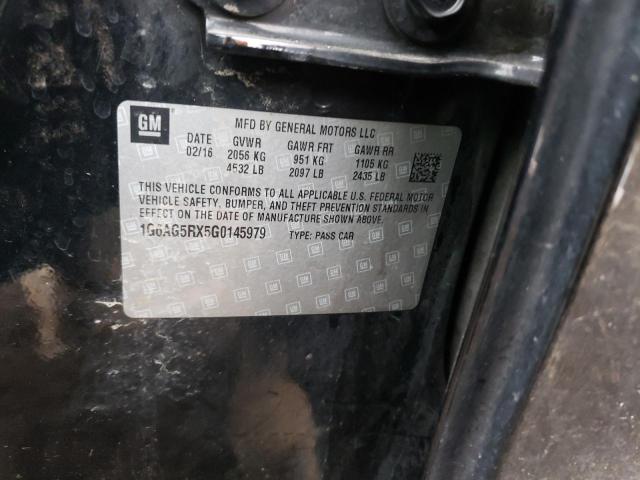 GM
MFD BY GENERAL MOTORS LLC
DATE GVWR GAWR FRT GAWR RR
02/16 2056 KG 951 KG 1105 KG
4532 LB 2097 LB 2435 LB
THIS VEHICLE CONFORMS TO ALL APPLICABLE U.S. FEDERAL MOTOR
VEHICLE SAFETY, BUMPER, AND THEFT PREVENTION STANDARDS IN
EFFECT ON THE DATE OF MANUFACTURE SHOWN ABOVE.
1G6AG5RX5G0145979 TYPE: PASS CAR